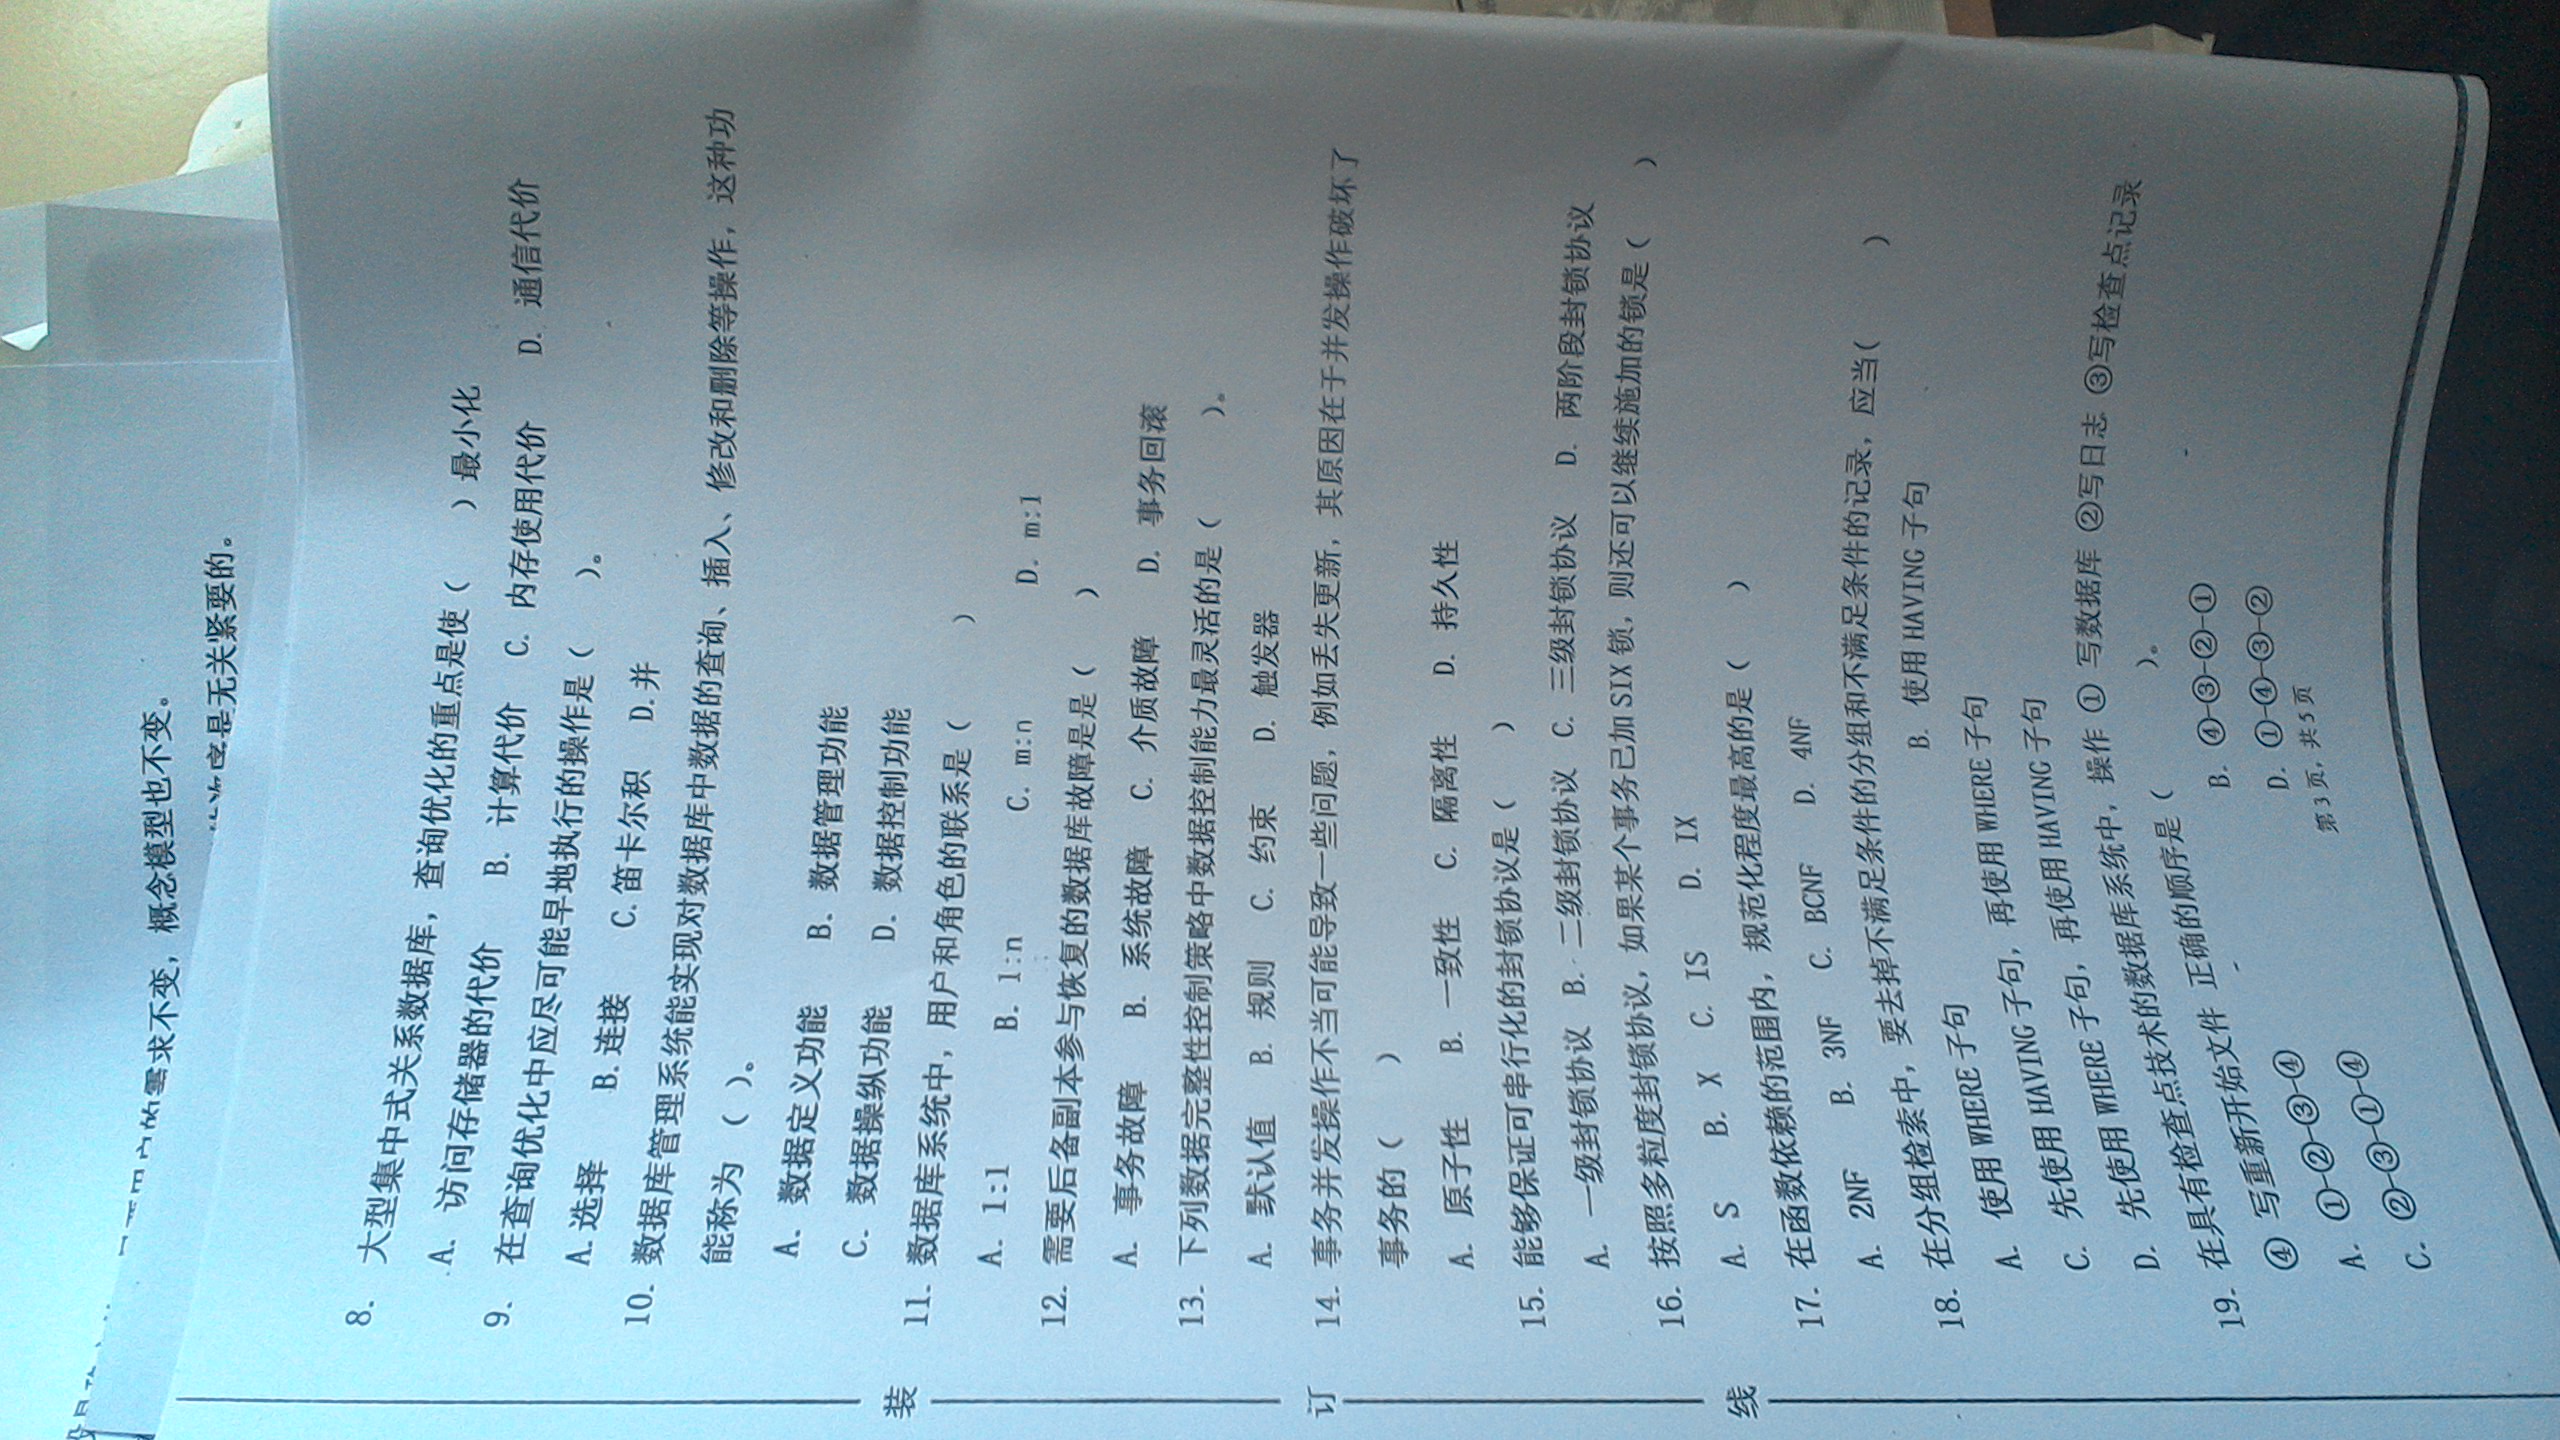 的需求不变，概念模型也不变。
次序是无关紧要的。
8. 大型集中式关系数据库，查询优化的重点是使（　　）最小化
A. 访问存储器的代价　B. 计算代价　C. 内存使用代价　D. 通信代价
9. 在查询优化中应尽可能早地执行的操作是（　　）。
A.选择　B.连接　C.笛卡尔积　D.并
10. 数据库管理系统能实现对数据库中数据的查询、插入、修改和删除等操作，这种功
能称为 （ ）。
A. 数据定义功能　B. 数据管理功能
C. 数据操纵功能　D. 数据控制功能
装
11. 数据库系统中，用户和角色的联系是（　　）
A. 1:1　B. 1:n　C. m:n　D. m:1
12. 需要后备副本参与恢复的数据库故障是是（　　）
A. 事务故障　B. 系统故障　C. 介质故障　D. 事务回滚
13. 下列数据完整性控制策略中数据控制能力最灵活的是（　　）。
A. 默认值　B. 规则　C. 约束　D. 触发器
订
14. 事务并发操作不当可能导致一些问题，例如丢失更新，其原因在于并发操作破坏了
事务的（　　）
A. 原子性　B. 一致性　C. 隔离性　D. 持久性
15. 能够保证可串行化的封锁协议是（　　）
A. 一级封锁协议　B. 二级封锁协议　C. 三级封锁协议　D. 两阶段封锁协议
16. 按照多粒度封锁协议，如果某个事务已加 SIX 锁，则还可以继续施加的锁是（　　）
A. S　B. X　C. IS　D. IX
线
17. 在函数依赖的范围内，规范化程度最高的是（　　）
A. 2NF　B. 3NF　C. BCNF　D. 4NF
18. 在分组检索中，要去掉不满足条件的分组和不满足条件的记录，应当(　　)
A. 使用 WHERE 子句　B. 使用 HAVING 子句
C. 先使用 HAVING 子句，再使用 WHERE 子句
D. 先使用 WHERE 子句，再使用 HAVING 子句
19. 在具有检查点技术的数据库系统中，操作 ① 写数据库 ②写日志 ③写检查点记录
④ 写重新开始文件 正确的顺序是（　　）。
A. ①-②-③-④　B. ④-③-②-①
C. ②-③-①-④　D. ①-④-③-②
第 3 页，共 5 页